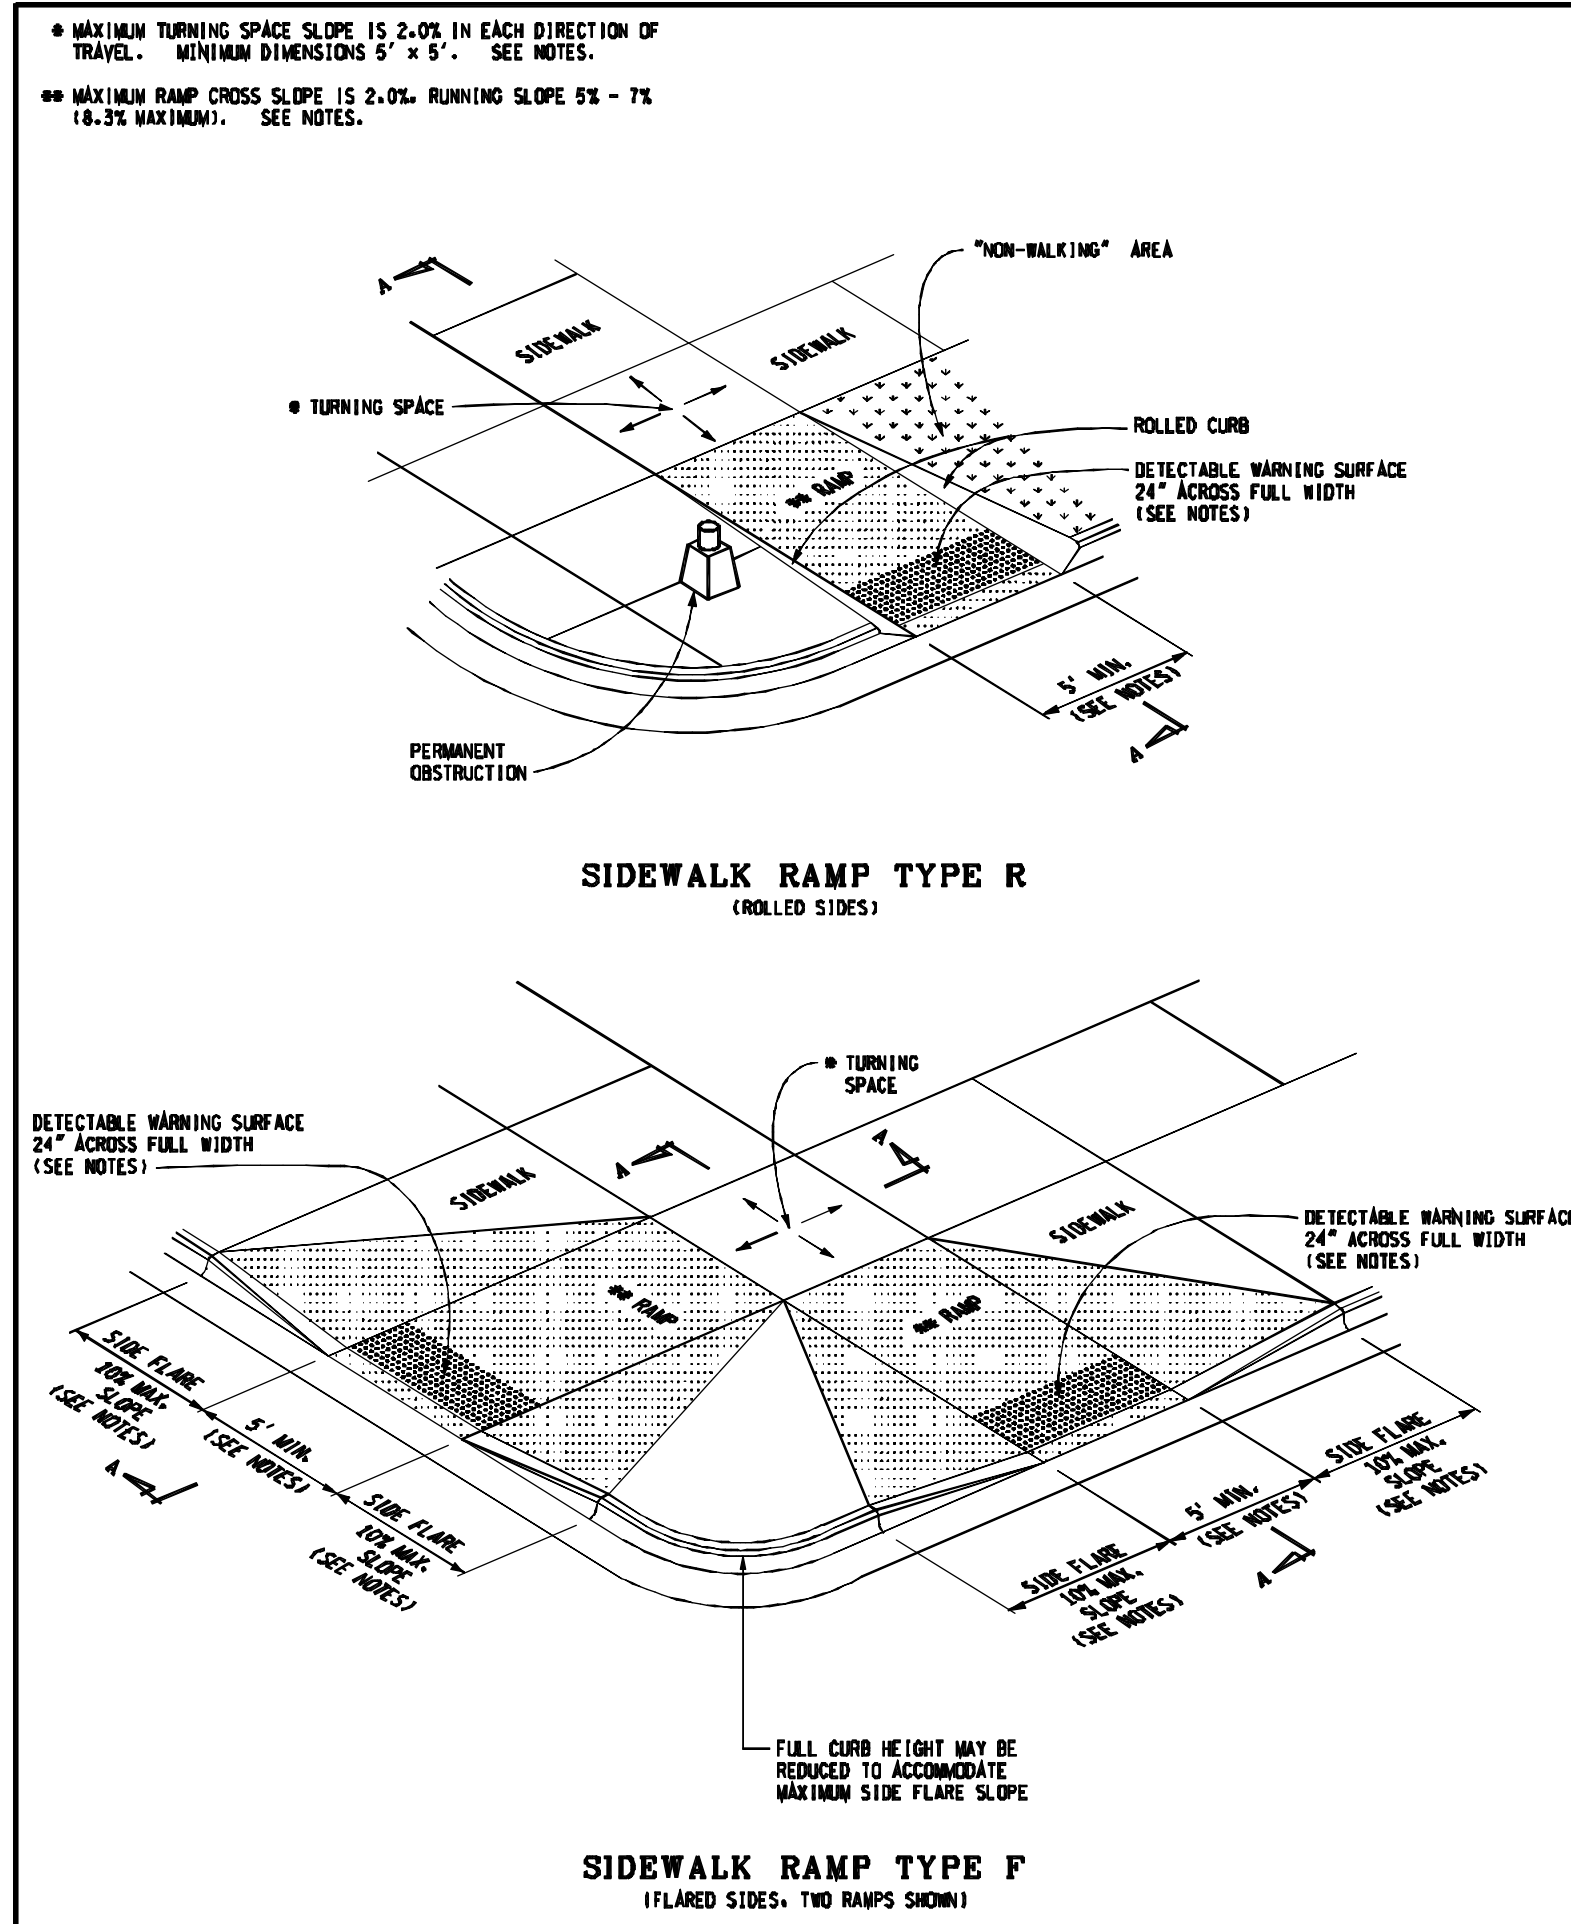 * MAXIMUM TURNING SPACE SLOPE IS 2.0% IN EACH DIRECTION OF
TRAVEL. MINIMUM DIMENSIONS 5' x 5'. SEE NOTES.
** MAXIMUM RAMP CROSS SLOPE IS 2.0%. RUNNING SLOPE 5% - 7%
(8.3% MAXIMUM). SEE NOTES.
"NON-WALKING" AREA
A
SIDEWALK
SIDEWALK
* TURNING SPACE
ROLLED CURB
DETECTABLE WARNING SURFACE
24" ACROSS FULL WIDTH
(SEE NOTES)
** RAMP
5' MIN.
(SEE NOTES)
A
PERMANENT
OBSTRUCTION
SIDEWALK RAMP TYPE R
(ROLLED SIDES)
* TURNING
SPACE
DETECTABLE WARNING SURFACE
24" ACROSS FULL WIDTH
(SEE NOTES)
A
A
SIDEWALK
SIDEWALK
DETECTABLE WARNING SURFACE
24" ACROSS FULL WIDTH
(SEE NOTES)
** RAMP
** RAMP
SIDE FLARE
10% MAX.
SLOPE
(SEE NOTES)
5' MIN.
(SEE NOTES)
A
SIDE FLARE
10% MAX.
SLOPE
(SEE NOTES)
SIDE FLARE
10% MAX.
SLOPE
(SEE NOTES)
5' MIN.
(SEE NOTES)
A
SIDE FLARE
10% MAX.
SLOPE
(SEE NOTES)
FULL CURB HEIGHT MAY BE
REDUCED TO ACCOMMODATE
MAXIMUM SIDE FLARE SLOPE
SIDEWALK RAMP TYPE F
(FLARED SIDES, TWO RAMPS SHOWN)